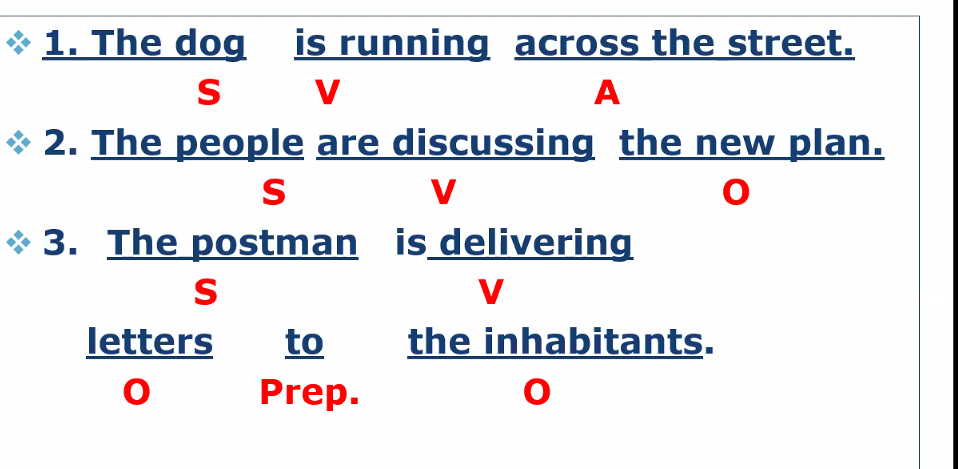 ❖ 1. The dog is running across the street.
S V A
❖ 2. The people are discussing the new plan.
S V O
❖ 3. The postman is delivering
S V
letters to the inhabitants.
O Prep. O